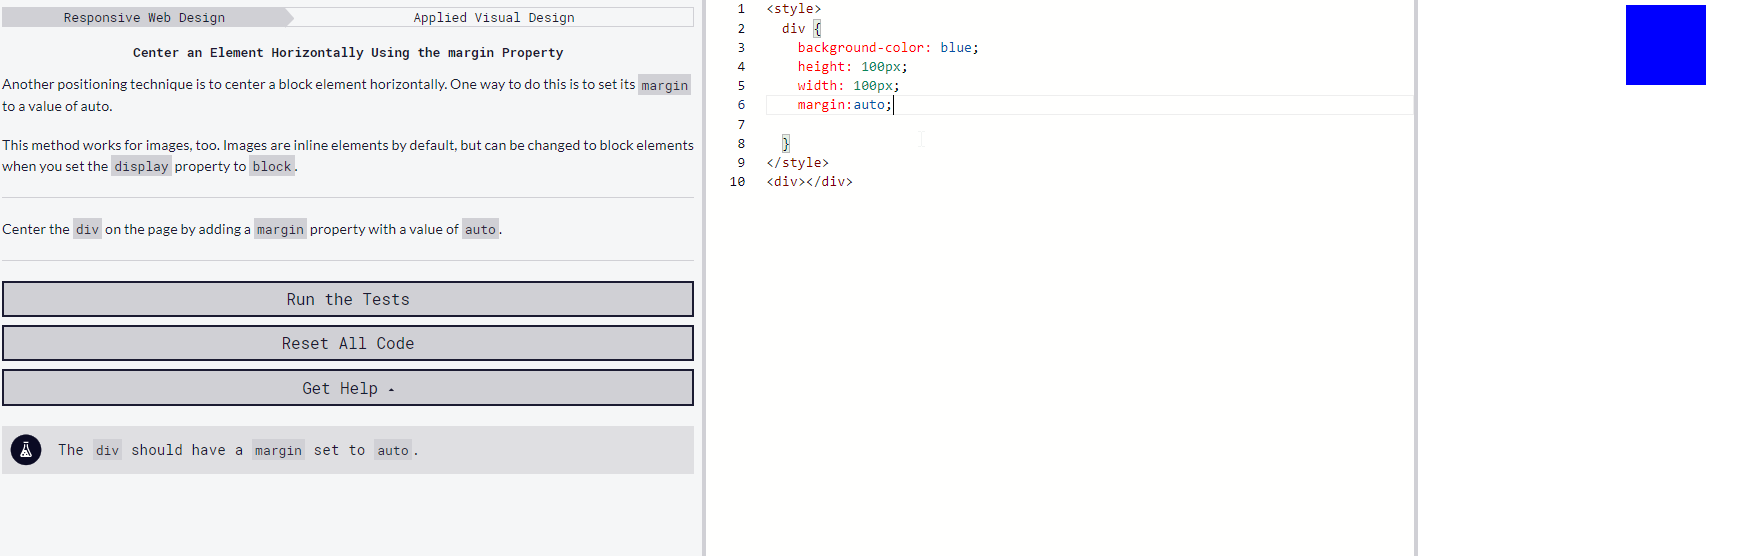 Responsive Web Design
Applied Visual Design
Center an Element Horizontally Using the margin Property
Another positioning technique is to center a block element horizontally. One way to do this is to set its margin
to a value of auto.
This method works for images, too. Images are inline elements by default, but can be changed to block elements
when you set the display property to block.
Center the div on the page by adding a margin property with a value of auto.
Run the Tests
Reset All Code
Get Help
The div should have a margin set to auto.
1 <style>
2 div {
3 background-color: blue;
4 height: 100px;
5 width: 100px;
6 margin:auto;
7
8 }
9 </style>
10 <div></div>